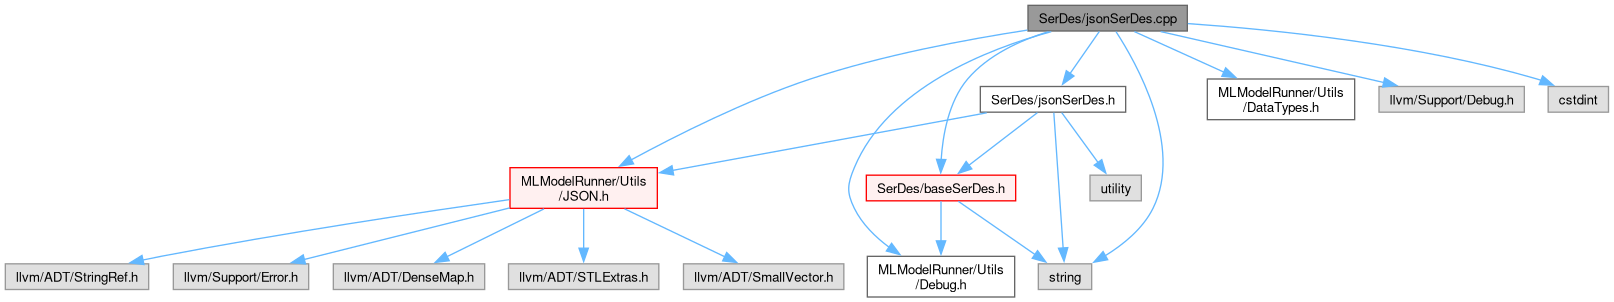 SerDes/jsonSerDes.cpp
SerDes/jsonSerDes.h
MLModelRunner/Utils
/DataTypes.h
llvm/Support/Debug.h
cstdint
MLModelRunner/Utils
/JSON.h
SerDes/baseSerDes.h
utility
llvm/ADT/StringRef.h
llvm/Support/Error.h
llvm/ADT/DenseMap.h
llvm/ADT/STLExtras.h
llvm/ADT/SmallVector.h
MLModelRunner/Utils
/Debug.h
string